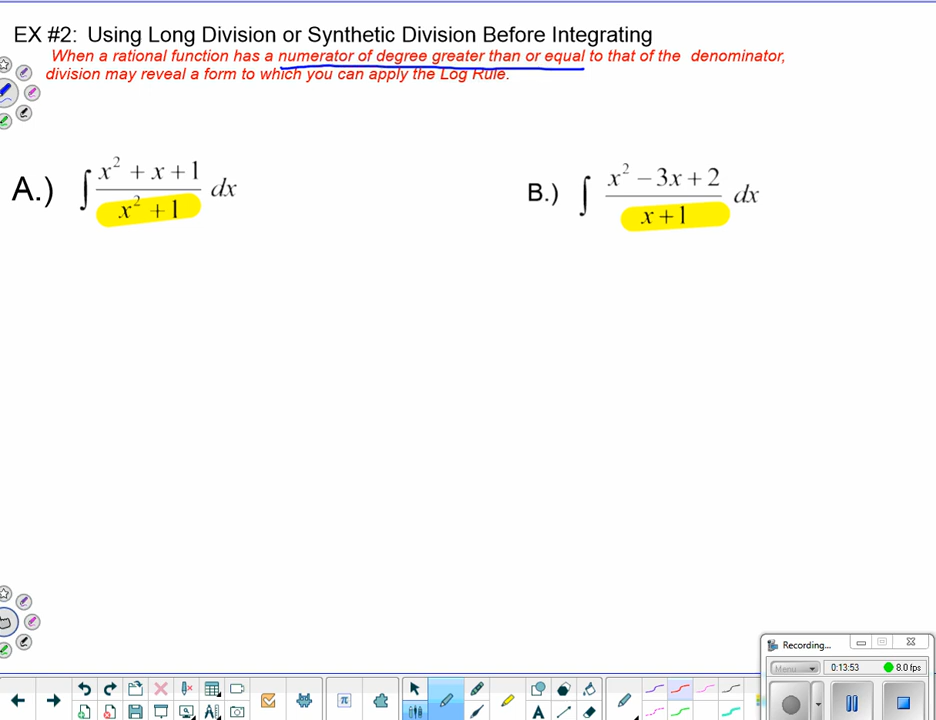 EX #2: Using Long Division or Synthetic Division Before Integrating
When a rational function has a numerator of degree greater than or equal to that of the denominator,
division may reveal a form to which you can apply the Log Rule.
A.) ∫ (x² + x + 1)/(x² + 1) dx
B.) ∫ (x² − 3x + 2)/(x + 1) dx
Recording...
Menu 0:13:53 8.0 fps